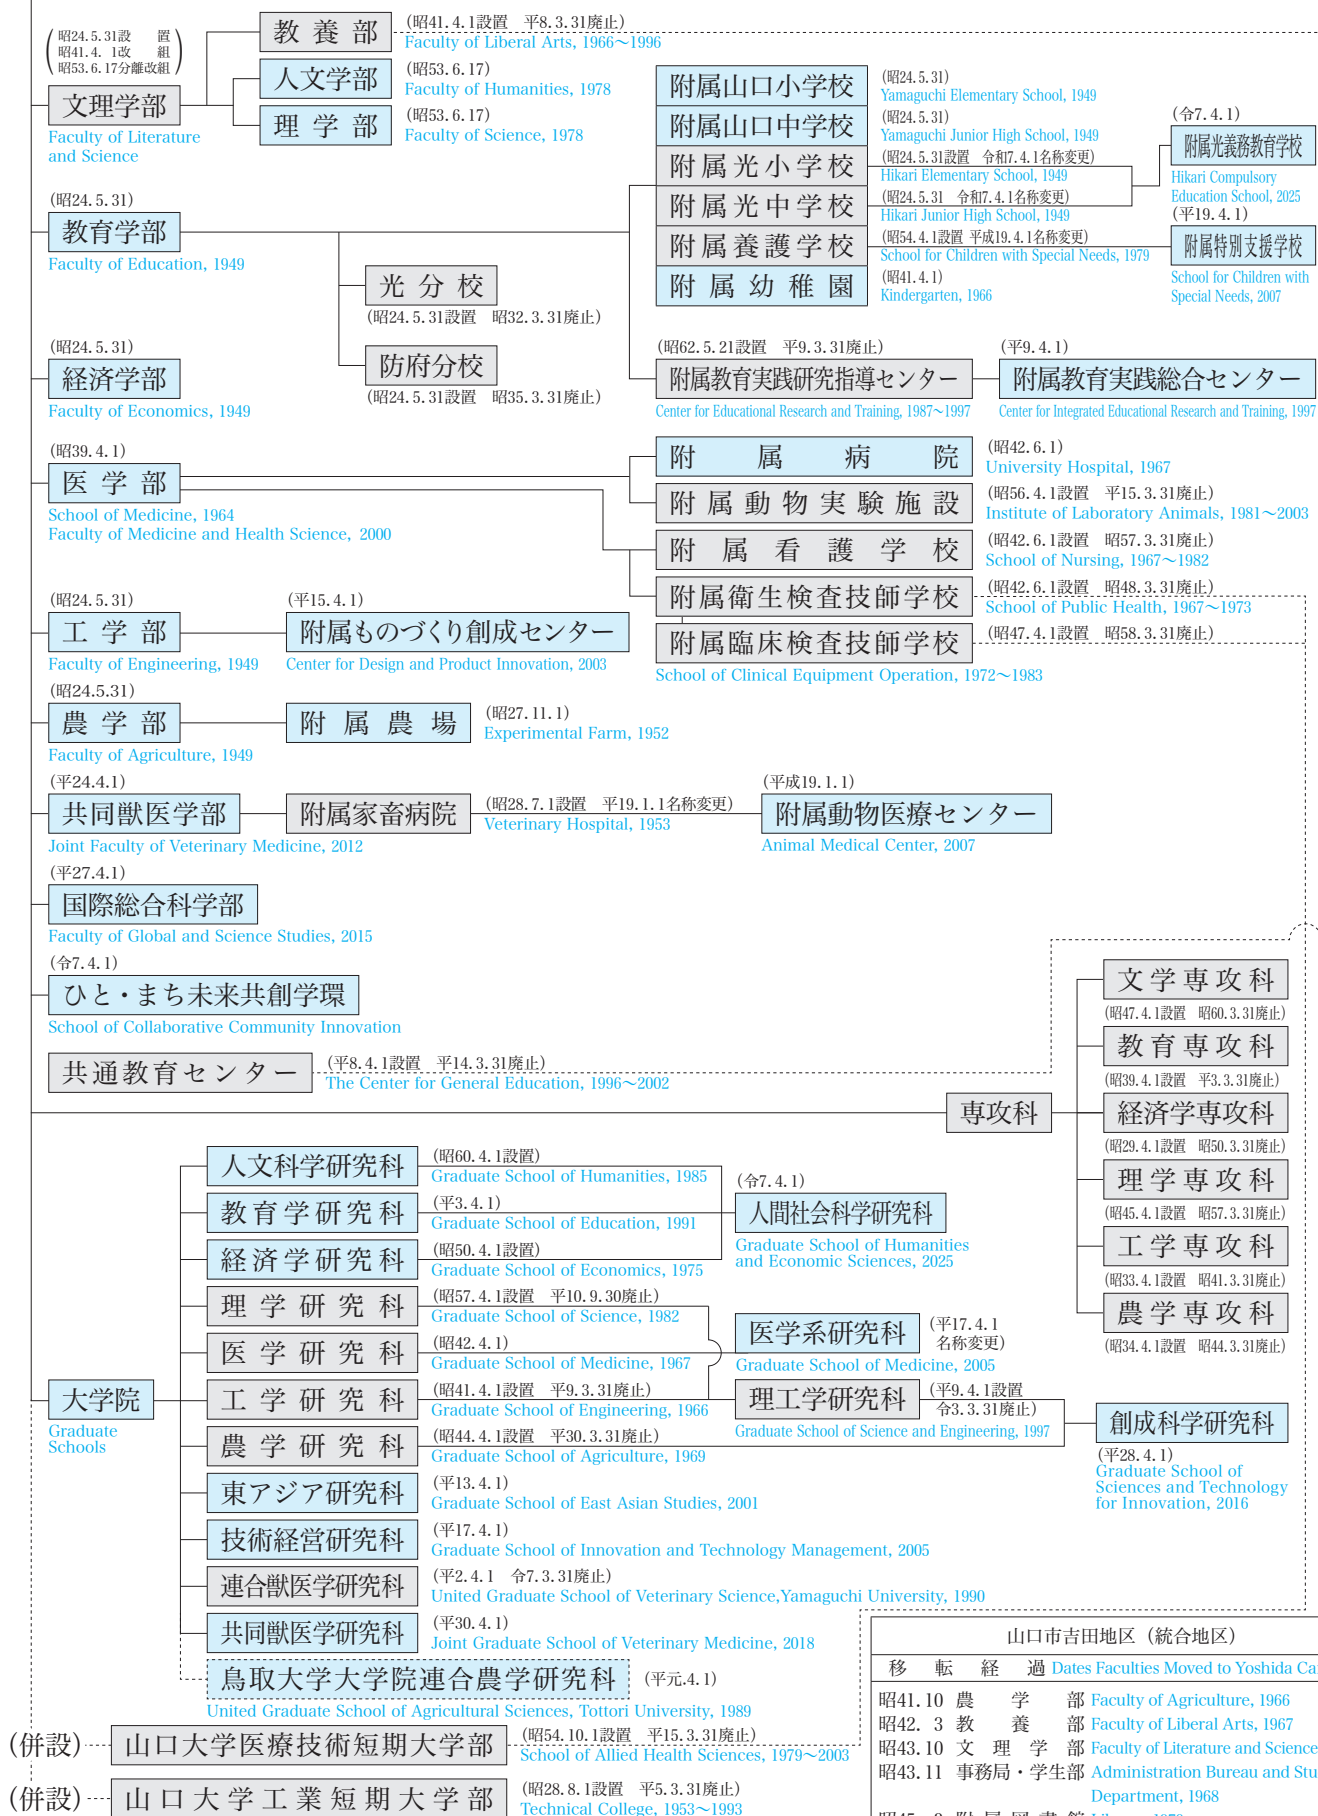 昭24.5.31設　置
昭41.4. 1改　組
昭53.6.17分離改組
文理学部
Faculty of Literature
and Science
教養部
(昭41.4.1設置　平8.3.31廃止)
Faculty of Liberal Arts, 1966～1996
人文学部
(昭53.6.17)
Faculty of Humanities, 1978
理学部
(昭53.6.17)
Faculty of Science, 1978
(昭24.5.31)
教育学部
Faculty of Education, 1949
附属山口小学校
(昭24.5.31)
Yamaguchi Elementary School, 1949
附属山口中学校
(昭24.5.31)
Yamaguchi Junior High School, 1949
附属光小学校
(昭24.5.31設置　令和7.4.1名称変更)
Hikari Elementary School, 1949
附属光中学校
(昭24.5.31　令和7.4.1名称変更)
Hikari Junior High School, 1949
(令7.4.1)
附属光義務教育学校
Hikari Compulsory
Education School, 2025
附属養護学校
(昭54.4.1設置 平成19.4.1名称変更)
School for Children with Special Needs, 1979
(平19.4.1)
附属特別支援学校
School for Children with
Special Needs, 2007
附属幼稚園
(昭41.4.1)
Kindergarten, 1966
光分校
(昭24.5.31設置　昭32.3.31廃止)
防府分校
(昭24.5.31設置　昭35.3.31廃止)
(昭62.5.21設置　平9.3.31廃止)
附属教育実践研究指導センター
Center for Educational Research and Training, 1987～1997
(平9.4.1)
附属教育実践総合センター
Center for Integrated Educational Research and Training, 1997
(昭24.5.31)
経済学部
Faculty of Economics, 1949
(昭39.4.1)
医学部
School of Medicine, 1964
Faculty of Medicine and Health Science, 2000
附属病院
(昭42.6.1)
University Hospital, 1967
附属動物実験施設
(昭56.4.1設置　平15.3.31廃止)
Institute of Laboratory Animals, 1981～2003
附属看護学校
(昭42.6.1設置　昭57.3.31廃止)
School of Nursing, 1967～1982
附属衛生検査技師学校
(昭42.6.1設置　昭48.3.31廃止)
School of Public Health, 1967～1973
附属臨床検査技師学校
(昭47.4.1設置　昭58.3.31廃止)
School of Clinical Equipment Operation, 1972～1983
(昭24.5.31)
工学部
Faculty of Engineering, 1949
(平15.4.1)
附属ものづくり創成センター
Center for Design and Product Innovation, 2003
(昭24.5.31)
農学部
Faculty of Agriculture, 1949
附属農場
(昭27.11.1)
Experimental Farm, 1952
(平24.4.1)
共同獣医学部
Joint Faculty of Veterinary Medicine, 2012
附属家畜病院
(昭28.7.1設置　平19.1.1名称変更)
Veterinary Hospital, 1953
(平成19.1.1)
附属動物医療センター
Animal Medical Center, 2007
(平27.4.1)
国際総合科学部
Faculty of Global and Science Studies, 2015
(令7.4.1)
ひと・まち未来共創学環
School of Collaborative Community Innovation
共通教育センター
(平8.4.1設置　平14.3.31廃止)
The Center for General Education, 1996～2002
専攻科
文学専攻科
(昭47.4.1設置　昭60.3.31廃止)
教育専攻科
(昭39.4.1設置　平3.3.31廃止)
経済学専攻科
(昭29.4.1設置　昭50.3.31廃止)
理学専攻科
(昭45.4.1設置　昭57.3.31廃止)
工学専攻科
(昭33.4.1設置　昭41.3.31廃止)
農学専攻科
(昭34.4.1設置　昭44.3.31廃止)
大学院
Graduate
Schools
人文科学研究科
(昭60.4.1設置)
Graduate School of Humanities, 1985
教育学研究科
(平3.4.1)
Graduate School of Education, 1991
経済学研究科
(昭50.4.1設置)
Graduate School of Economics, 1975
(令7.4.1)
人間社会科学研究科
Graduate School of Humanities
and Economic Sciences, 2025
理学研究科
(昭57.4.1設置　平10.9.30廃止)
Graduate School of Science, 1982
医学研究科
(昭42.4.1)
Graduate School of Medicine, 1967
医学系研究科
(平17.4.1
名称変更)
Graduate School of Medicine, 2005
工学研究科
(昭41.4.1設置　平9.3.31廃止)
Graduate School of Engineering, 1966
理工学研究科
(平9.4.1設置
令3.3.31廃止)
Graduate School of Science and Engineering, 1997
農学研究科
(昭44.4.1設置　平30.3.31廃止)
Graduate School of Agriculture, 1969
創成科学研究科
(平28.4.1)
Graduate School of
Sciences and Technology
for Innovation, 2016
東アジア研究科
(平13.4.1)
Graduate School of East Asian Studies, 2001
技術経営研究科
(平17.4.1)
Graduate School of Innovation and Technology Management, 2005
連合獣医学研究科
(平2.4.1　令7.3.31廃止)
United Graduate School of Veterinary Science,Yamaguchi University, 1990
共同獣医学研究科
(平30.4.1)
Joint Graduate School of Veterinary Medicine, 2018
鳥取大学大学院連合農学研究科
(平元.4.1)
United Graduate School of Agricultural Sciences, Tottori University, 1989
(併設)
山口大学医療技術短期大学部
(昭54.10.1設置　平15.3.31廃止)
School of Allied Health Sciences, 1979～2003
(併設)
山口大学工業短期大学部
(昭28.8.1設置　平5.3.31廃止)
Technical College, 1953～1993
山口市吉田地区（統合地区）
移転経過 Dates Faculties Moved to Yoshida Ca
昭41.10 農学部 Faculty of Agriculture, 1966
昭42. 3 教養部 Faculty of Liberal Arts, 1967
昭43.10 文理学部 Faculty of Literature and Science
昭43.11 事務局・学生部 Administration Bureau and Stu
Department, 1968